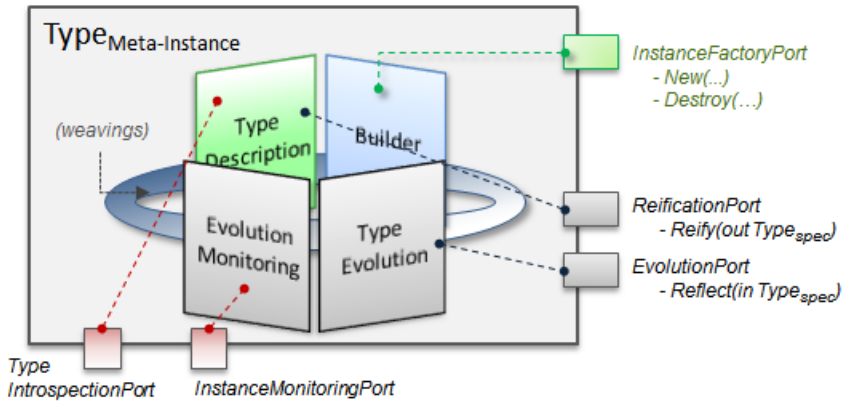 TypeMeta-Instance
InstanceFactoryPort
- New(...)
- Destroy(...)
(weavings)
Type
Description
Builder
Evolution
Monitoring
Type
Evolution
ReificationPort
- Reify(out Typespec)
EvolutionPort
- Reflect(in Typespec)
Type
IntrospectionPort
InstanceMonitoringPort